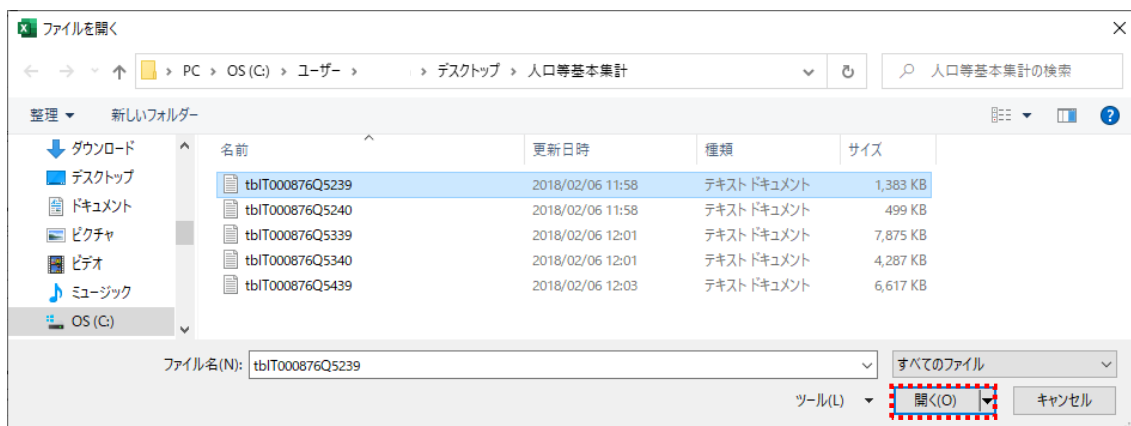 ファイルを開く
PC › OS (C:) › ユーザー › › デスクトップ › 人口等基本集計
人口等基本集計の検索
整理 新しいフォルダー
ダウンロード
デスクトップ
ドキュメント
ピクチャ
ビデオ
ミュージック
OS (C:)
名前 更新日時 種類 サイズ
tblT000876Q5239 2018/02/06 11:58 テキスト ドキュメント 1,383 KB
tblT000876Q5240 2018/02/06 11:58 テキスト ドキュメント 499 KB
tblT000876Q5339 2018/02/06 12:01 テキスト ドキュメント 7,875 KB
tblT000876Q5340 2018/02/06 12:01 テキスト ドキュメント 4,287 KB
tblT000876Q5439 2018/02/06 12:03 テキスト ドキュメント 6,617 KB
ファイル名(N): tblT000876Q5239 すべてのファイル
ツール(L) 開く(O) キャンセル